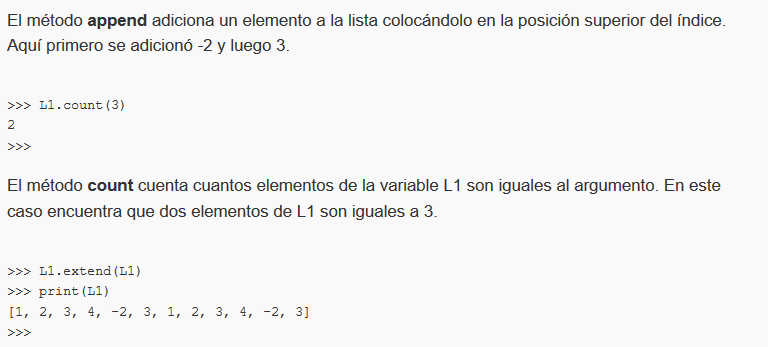 El método append adiciona un elemento a la lista colocándolo en la posición superior del índice.
Aquí primero se adicionó -2 y luego 3.
>>> L1.count(3)
2
>>>
El método count cuenta cuantos elementos de la variable L1 son iguales al argumento. En este
caso encuentra que dos elementos de L1 son iguales a 3.
>>> L1.extend(L1)
>>> print(L1)
[1, 2, 3, 4, -2, 3, 1, 2, 3, 4, -2, 3]
>>>